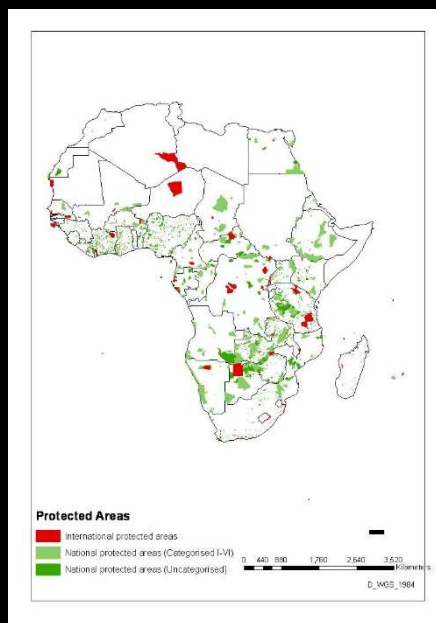 Protected Areas
International protected areas
National protected areas (Categorised I-VI)
National protected areas (Uncategorised)
0 440 880 1,760 2,640 3,520
Kilometers
D_WGS_1984